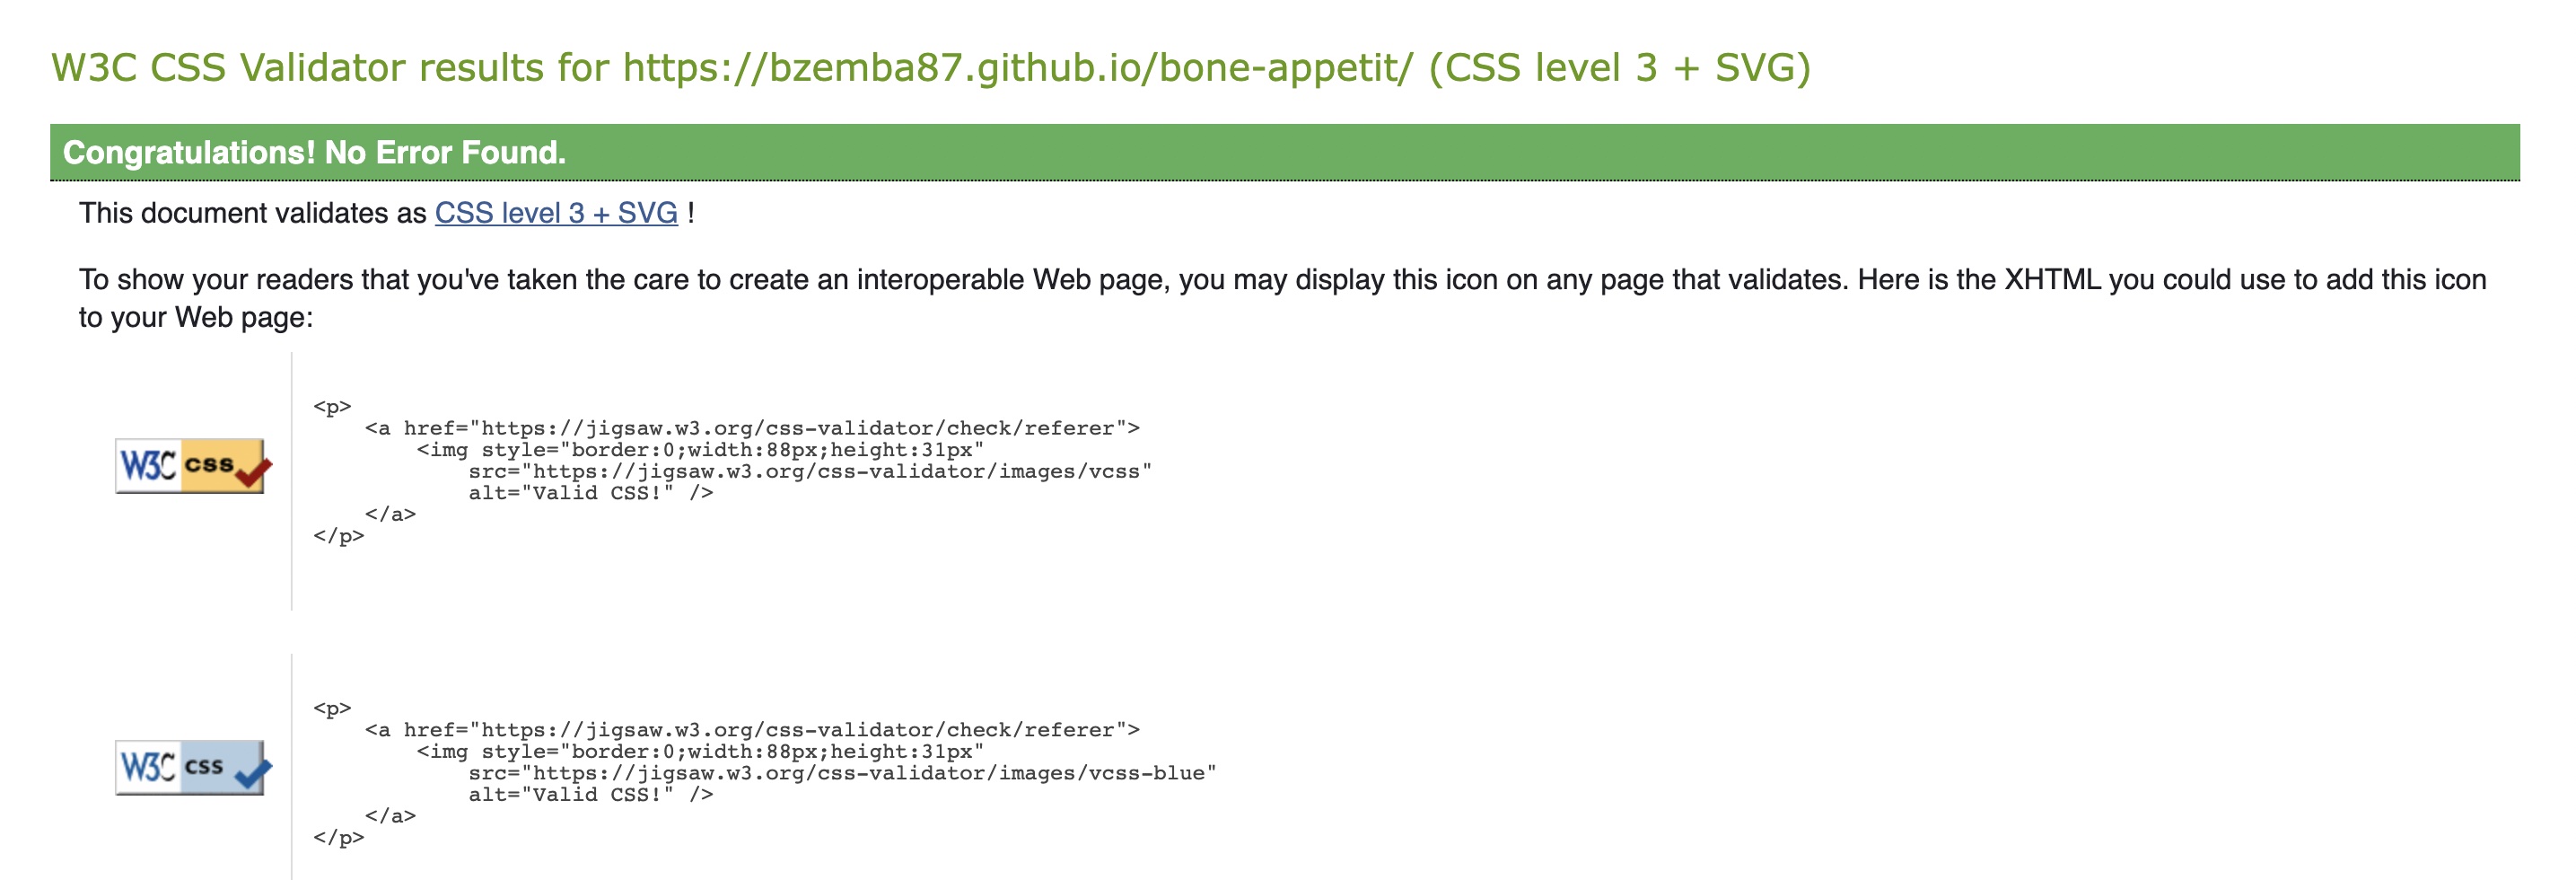 W3C CSS Validator results for https://bzemba87.github.io/bone-appetit/ (CSS level 3 + SVG)
Congratulations! No Error Found.
This document validates as CSS level 3 + SVG !
To show your readers that you've taken the care to create an interoperable Web page, you may display this icon on any page that validates. Here is the XHTML you could use to add this icon
to your Web page:
W3C css
<p>
    <a href="https://jigsaw.w3.org/css-validator/check/referer">
        <img style="border:0;width:88px;height:31px"
            src="https://jigsaw.w3.org/css-validator/images/vcss"
            alt="Valid CSS!" />
    </a>
</p>
W3C css
<p>
    <a href="https://jigsaw.w3.org/css-validator/check/referer">
        <img style="border:0;width:88px;height:31px"
            src="https://jigsaw.w3.org/css-validator/images/vcss-blue"
            alt="Valid CSS!" />
    </a>
</p>